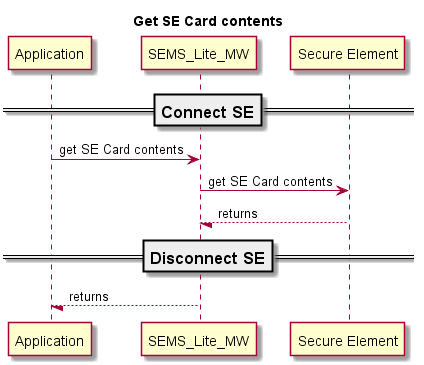 Get SE Card contents
Application
SEMS_Lite_MW
Secure Element
Connect SE
get SE Card contents
get SE Card contents
returns
Disconnect SE
returns
Application
SEMS_Lite_MW
Secure Element